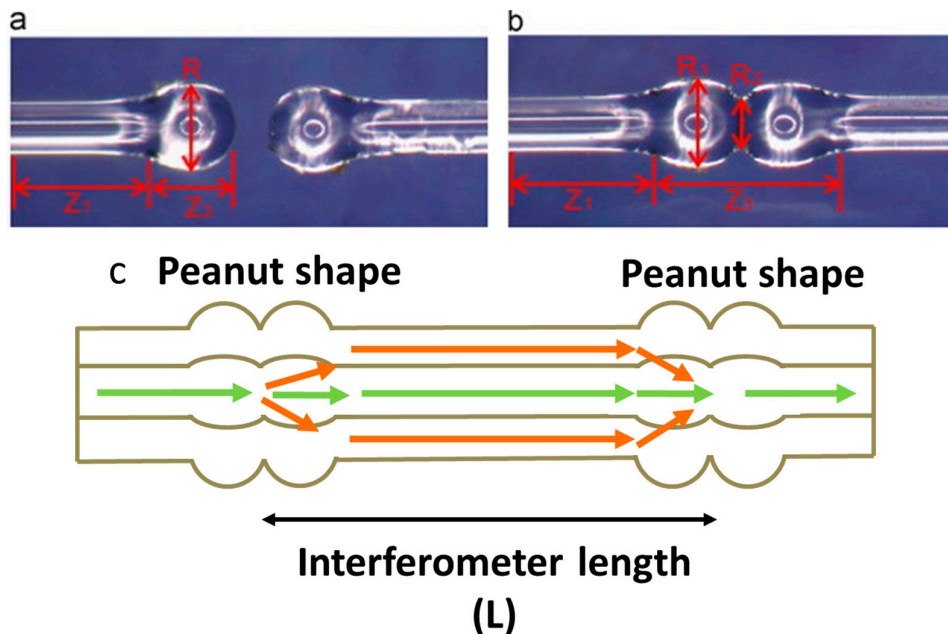 a
R
Z₁
Z₂
b
R₁
R₂
Z₁
Z₃
c Peanut shape
Peanut shape
Interferometer length
(L)